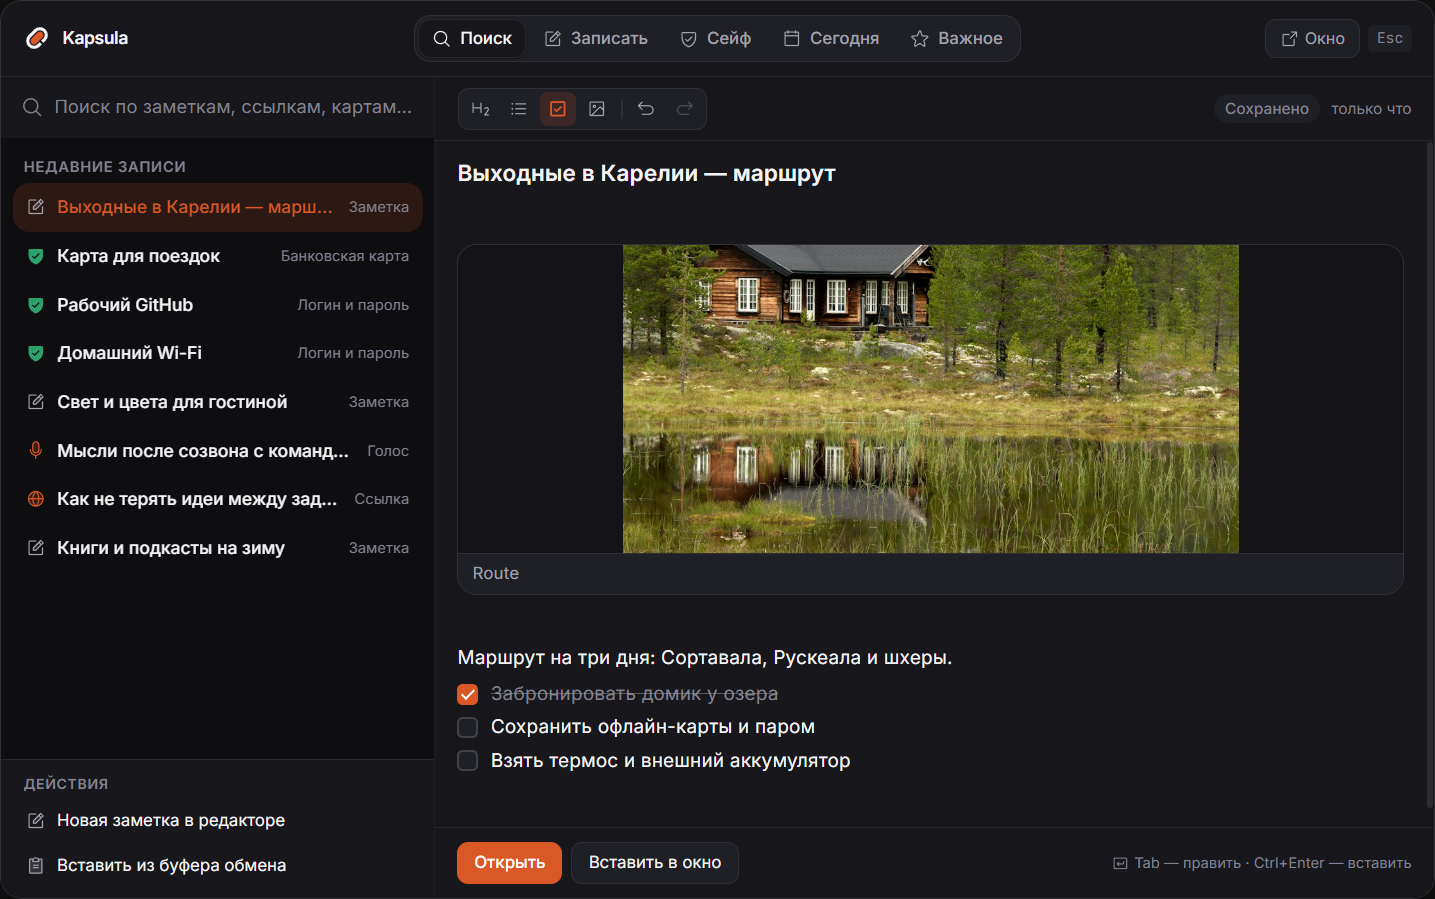 Kapsula
Поиск
Записать
Сейф
Сегодня
Важное
Окно
Esc
Поиск по заметкам, ссылкам, картам...
НЕДАВНИЕ ЗАПИСИ
Выходные в Карелии — марш... Заметка
Карта для поездок Банковская карта
Рабочий GitHub Логин и пароль
Домашний Wi-Fi Логин и пароль
Свет и цвета для гостиной Заметка
Мысли после созвона с команд... Голос
Как не терять идеи между зад... Ссылка
Книги и подкасты на зиму Заметка
ДЕЙСТВИЯ
Новая заметка в редакторе
Вставить из буфера обмена
H2
Сохранено только что
Выходные в Карелии — маршрут
Route
Маршрут на три дня: Сортавала, Рускеала и шхеры.
Забронировать домик у озера
Сохранить офлайн-карты и паром
Взять термос и внешний аккумулятор
Открыть
Вставить в окно
Tab — править · Ctrl+Enter — вставить